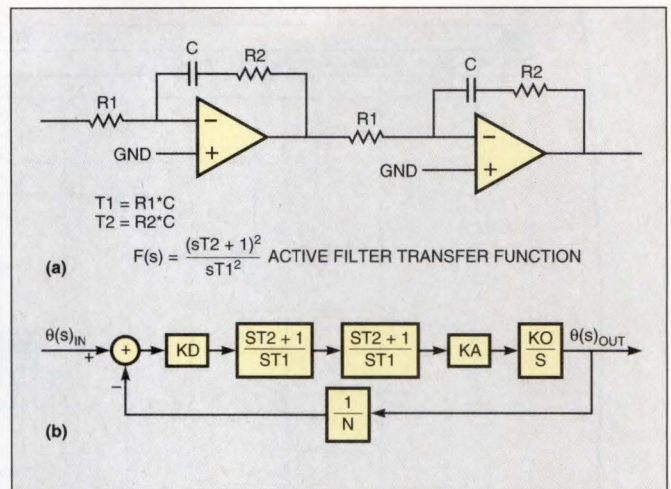 C R2
R1
−
+
GND
C R2
R1
−
+
GND
T1 = R1*C
T2 = R2*C
F(s) = (sT2 + 1)² / sT1² ACTIVE FILTER TRANSFER FUNCTION
(a)
θ(s)IN + + − KD ST2 + 1 / ST1 ST2 + 1 / ST1 KA KO / S θ(s)OUT
1 / N
(b)